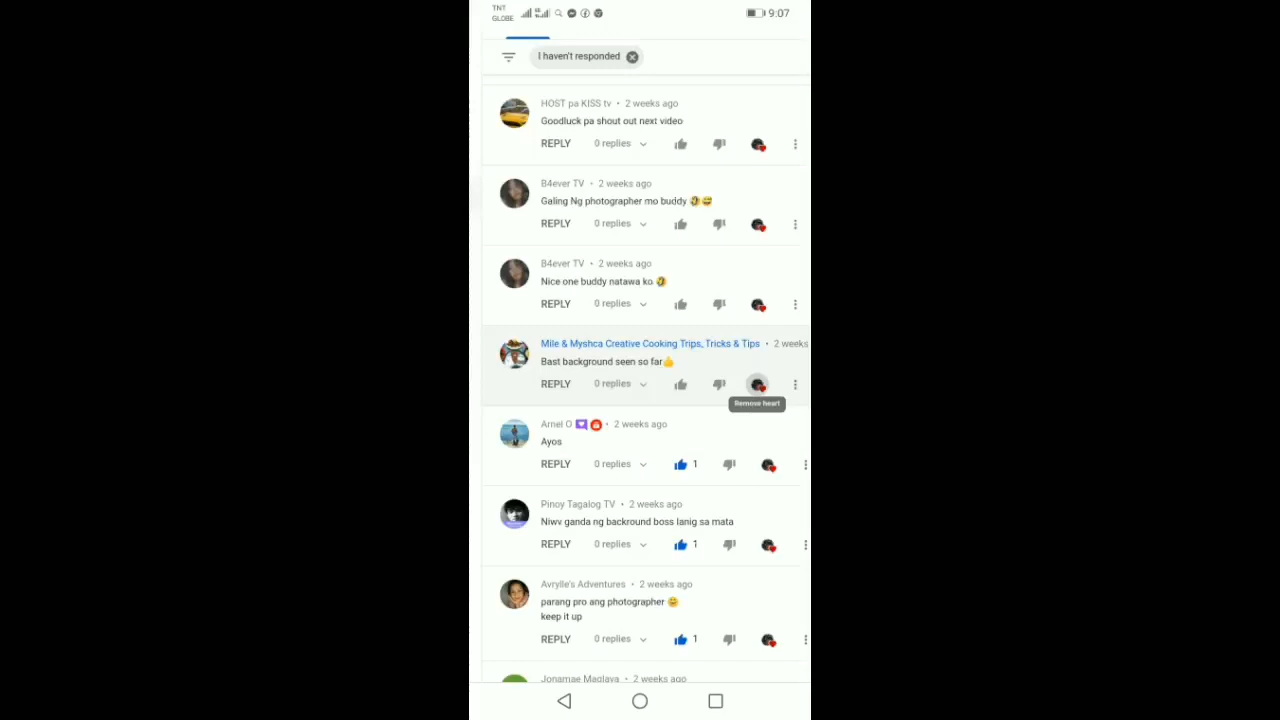 TNT
GLOBE
9:07
I haven't responded
HOST pa KISS tv • 2 weeks ago
Goodluck pa shout out next video
REPLY 0 replies
B4ever TV • 2 weeks ago
Galing Ng photographer mo buddy 🤣😅
REPLY 0 replies
B4ever TV • 2 weeks ago
Nice one buddy natawa ko 🤣
REPLY 0 replies
Mile & Myshca Creative Cooking Trips, Tricks & Tips • 2 weeks
Bast background seen so far👍
REPLY 0 replies
Remove heart
Arnel O • 2 weeks ago
Ayos
REPLY 0 replies 1
Pinoy Tagalog TV • 2 weeks ago
Niwv ganda ng backround boss lanig sa mata
REPLY 0 replies 1
Avrylle's Adventures • 2 weeks ago
parang pro ang photographer 😊
keep it up
REPLY 0 replies 1
Jonamae Maglaya • 2 weeks ago